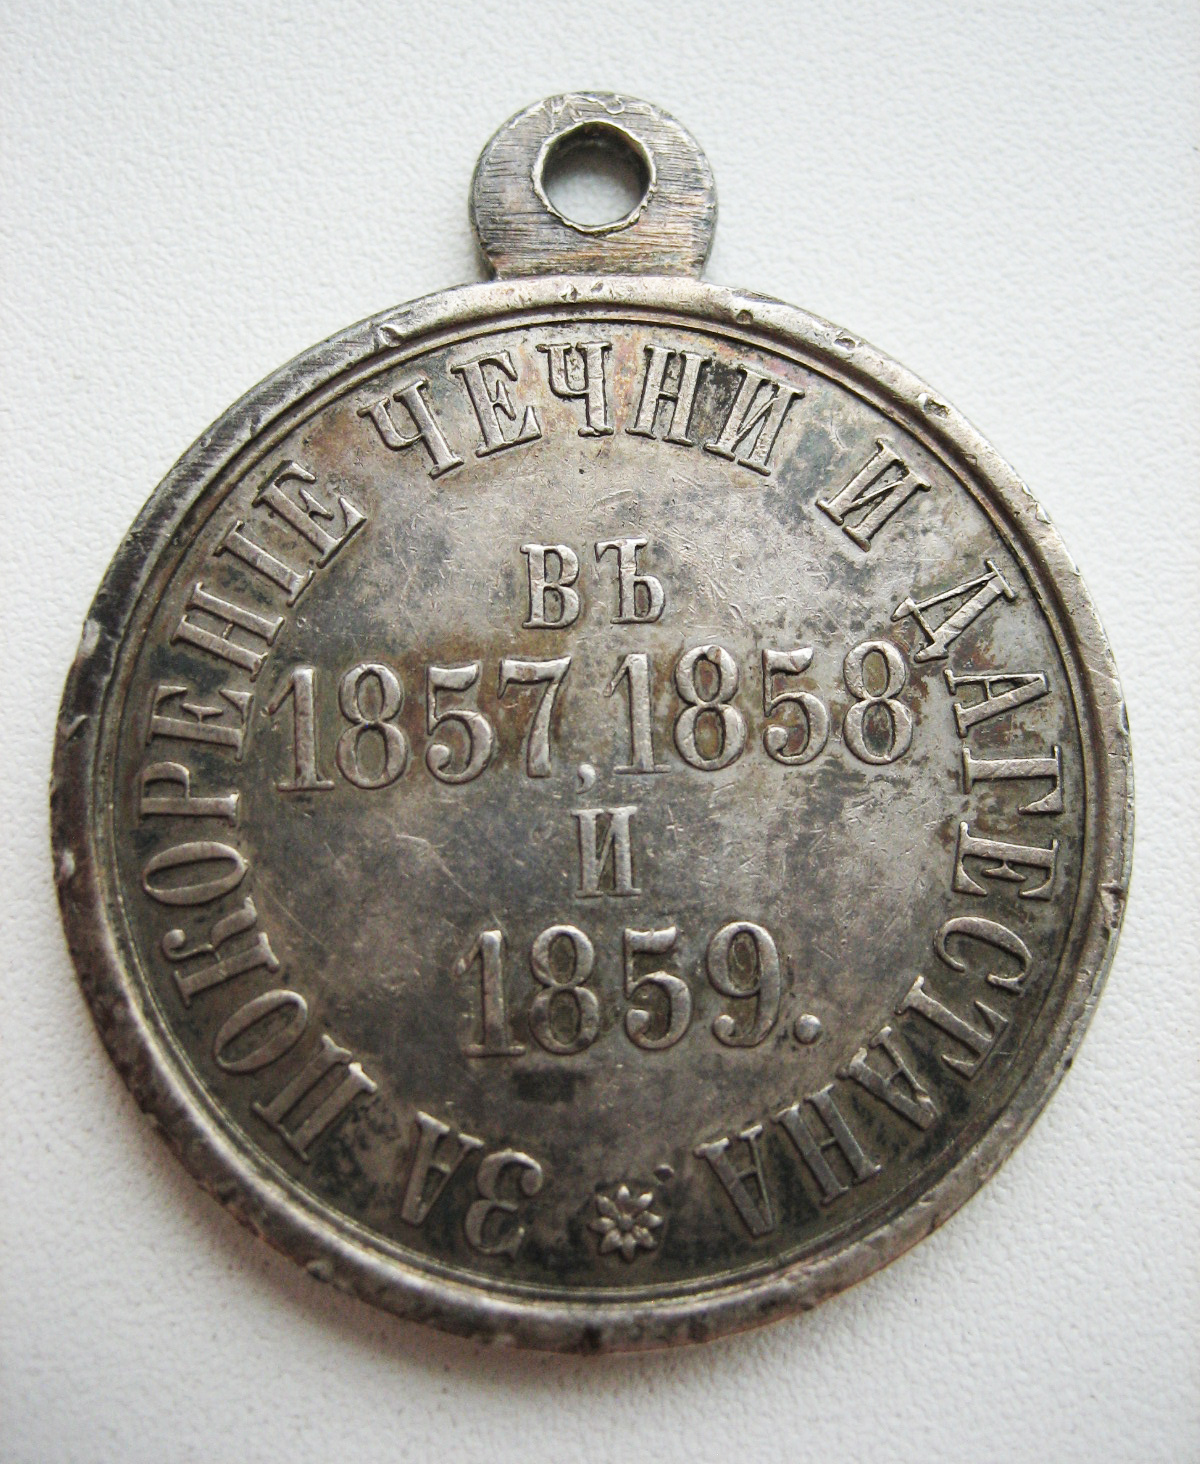 ЗА ПОКОРЕНІЕ ЧЕЧНИ И ДАГЕСТАНА
ВЪ
1857, 1858
И
1859.